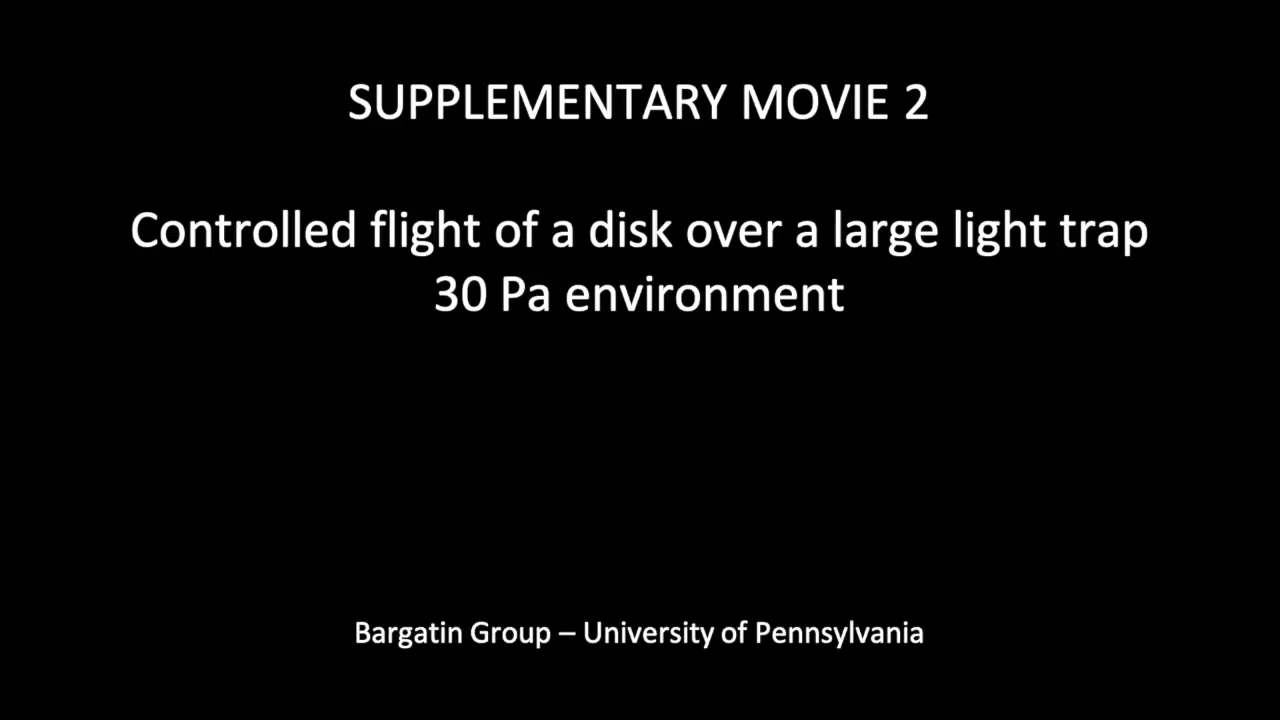 SUPPLEMENTARY MOVIE 2
Controlled flight of a disk over a large light trap
30 Pa environment
Bargatin Group – University of Pennsylvania